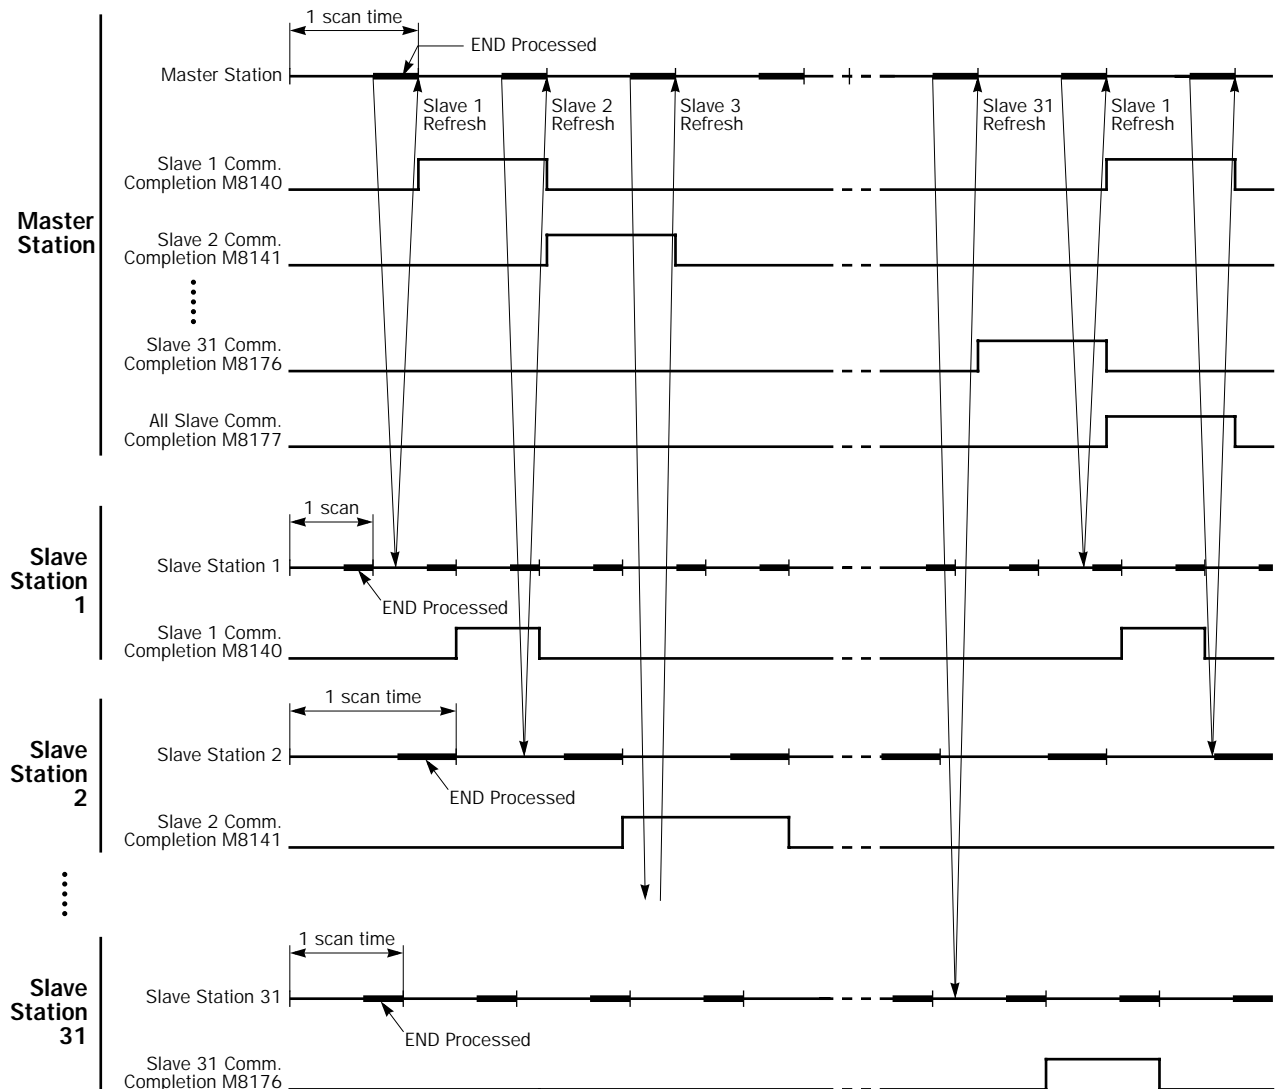 1 scan time
END Processed
Master Station
Slave 1
Refresh
Slave 2
Refresh
Slave 3
Refresh
Slave 31
Refresh
Slave 1
Refresh
Slave 1 Comm.
Completion M8140
Master
Station
Slave 2 Comm.
Completion M8141
Slave 31 Comm.
Completion M8176
All Slave Comm.
Completion M8177
1 scan
Slave
Station
1
Slave Station 1
END Processed
Slave 1 Comm.
Completion M8140
1 scan time
Slave
Station
2
Slave Station 2
END Processed
Slave 2 Comm.
Completion M8141
1 scan time
Slave
Station
31
Slave Station 31
END Processed
Slave 31 Comm.
Completion M8176